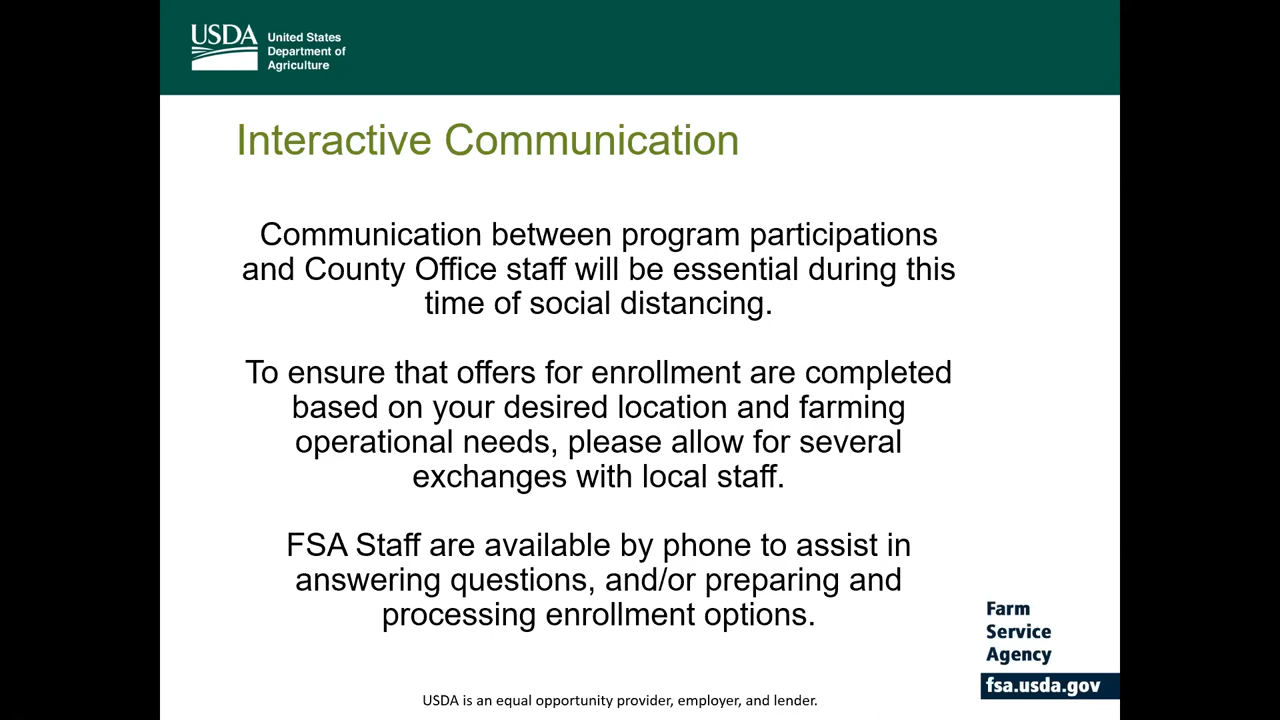 USDA
United States
Department of
Agriculture
Interactive Communication
Communication between program participations
and County Office staff will be essential during this
time of social distancing.
To ensure that offers for enrollment are completed
based on your desired location and farming
operational needs, please allow for several
exchanges with local staff.
FSA Staff are available by phone to assist in
answering questions, and/or preparing and
processing enrollment options.
Farm
Service
Agency
fsa.usda.gov
USDA is an equal opportunity provider, employer, and lender.